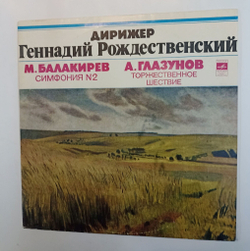 ДИРИЖЕР
Геннадий Рождественский
М.БАЛАКИРЕВ
СИМФОНИЯ N2
А.ГЛАЗУНОВ
ТОРЖЕСТВЕННОЕ
ШЕСТВИЕ